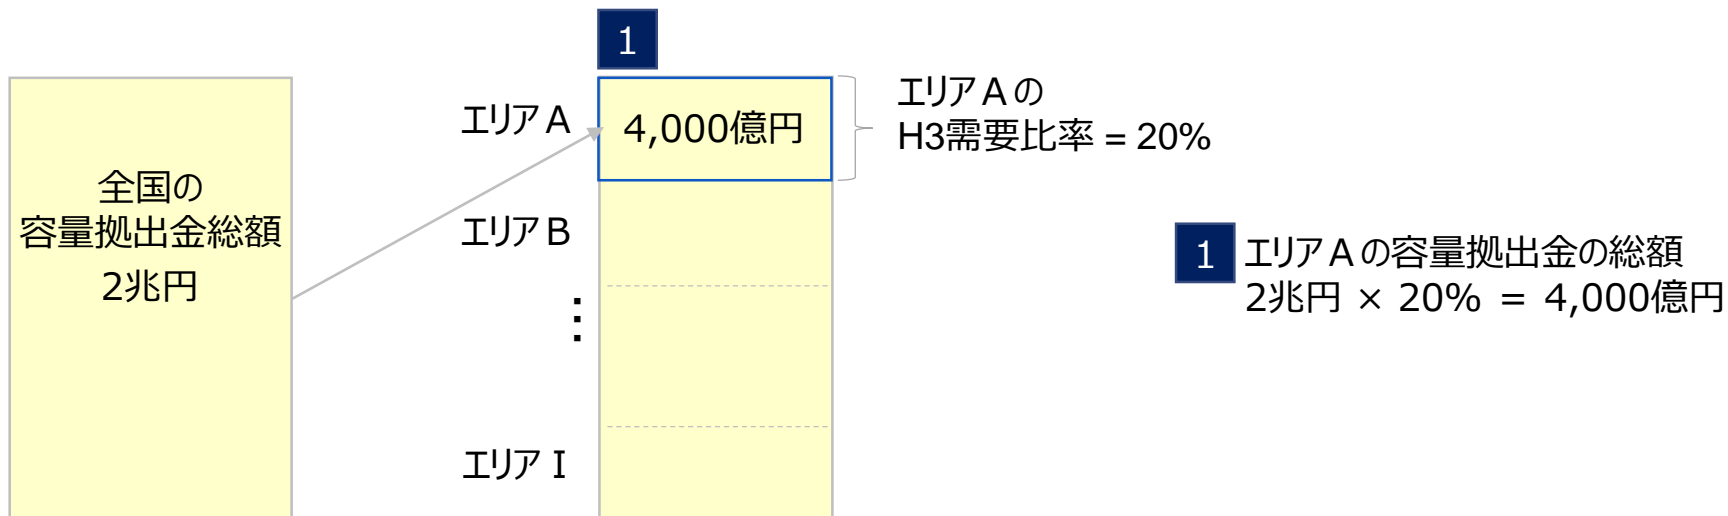 1
全国の
容量拠出金総額
2兆円
エリアA
4,000億円
エリアAの
H3需要比率 = 20%
エリアB
⋮
エリアI
1
エリアAの容量拠出金の総額
2兆円 × 20% = 4,000億円